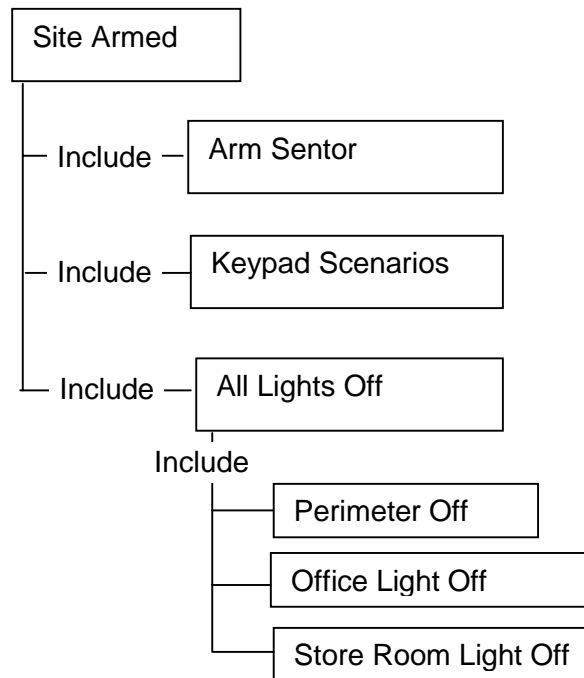 Site Armed
Include
Arm Sentor
Include
Keypad Scenarios
Include
All Lights Off
Include
Perimeter Off
Office Light Off
Store Room Light Off